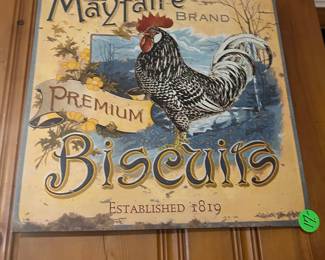 Mayfaire
BRAND
PREMIUM
Biscuits
ESTABLISHED 1819